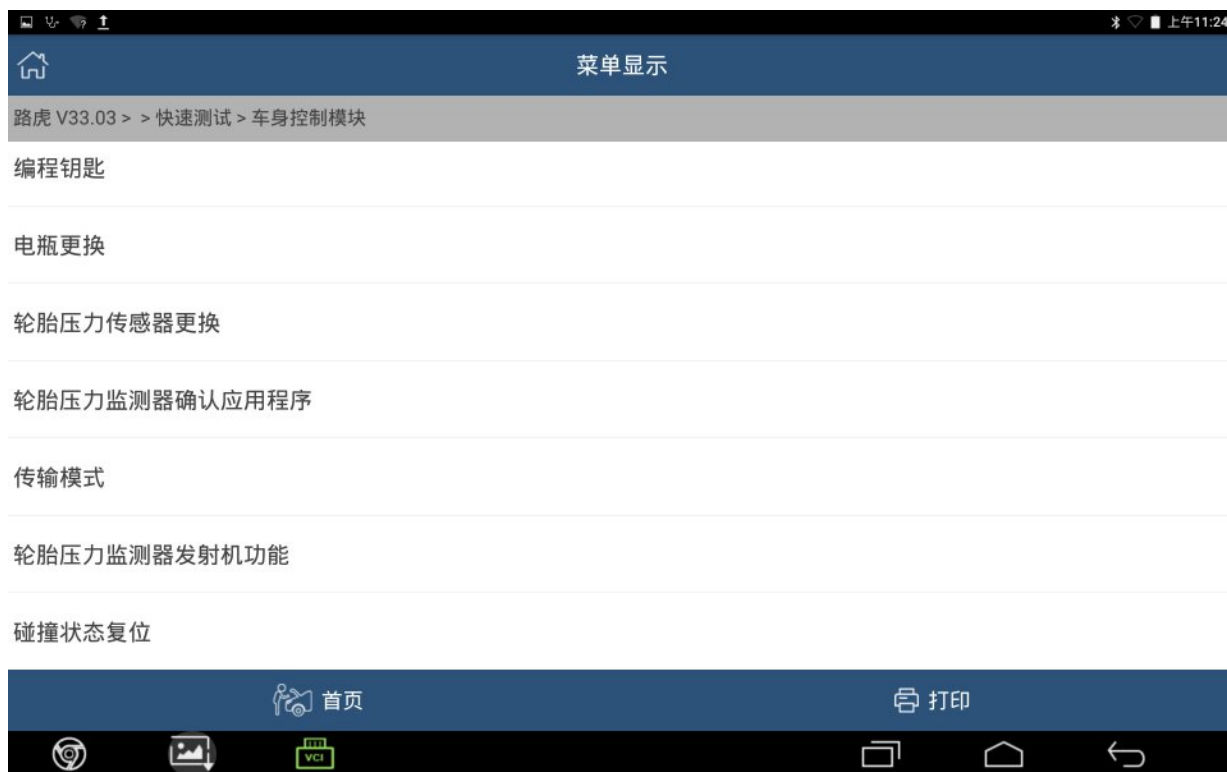 上午11:24
菜单显示
路虎 V33.03 > > 快速测试 > 车身控制模块
编程钥匙
电瓶更换
轮胎压力传感器更换
轮胎压力监测器确认应用程序
传输模式
轮胎压力监测器发射机功能
碰撞状态复位
首页
打印
VCI